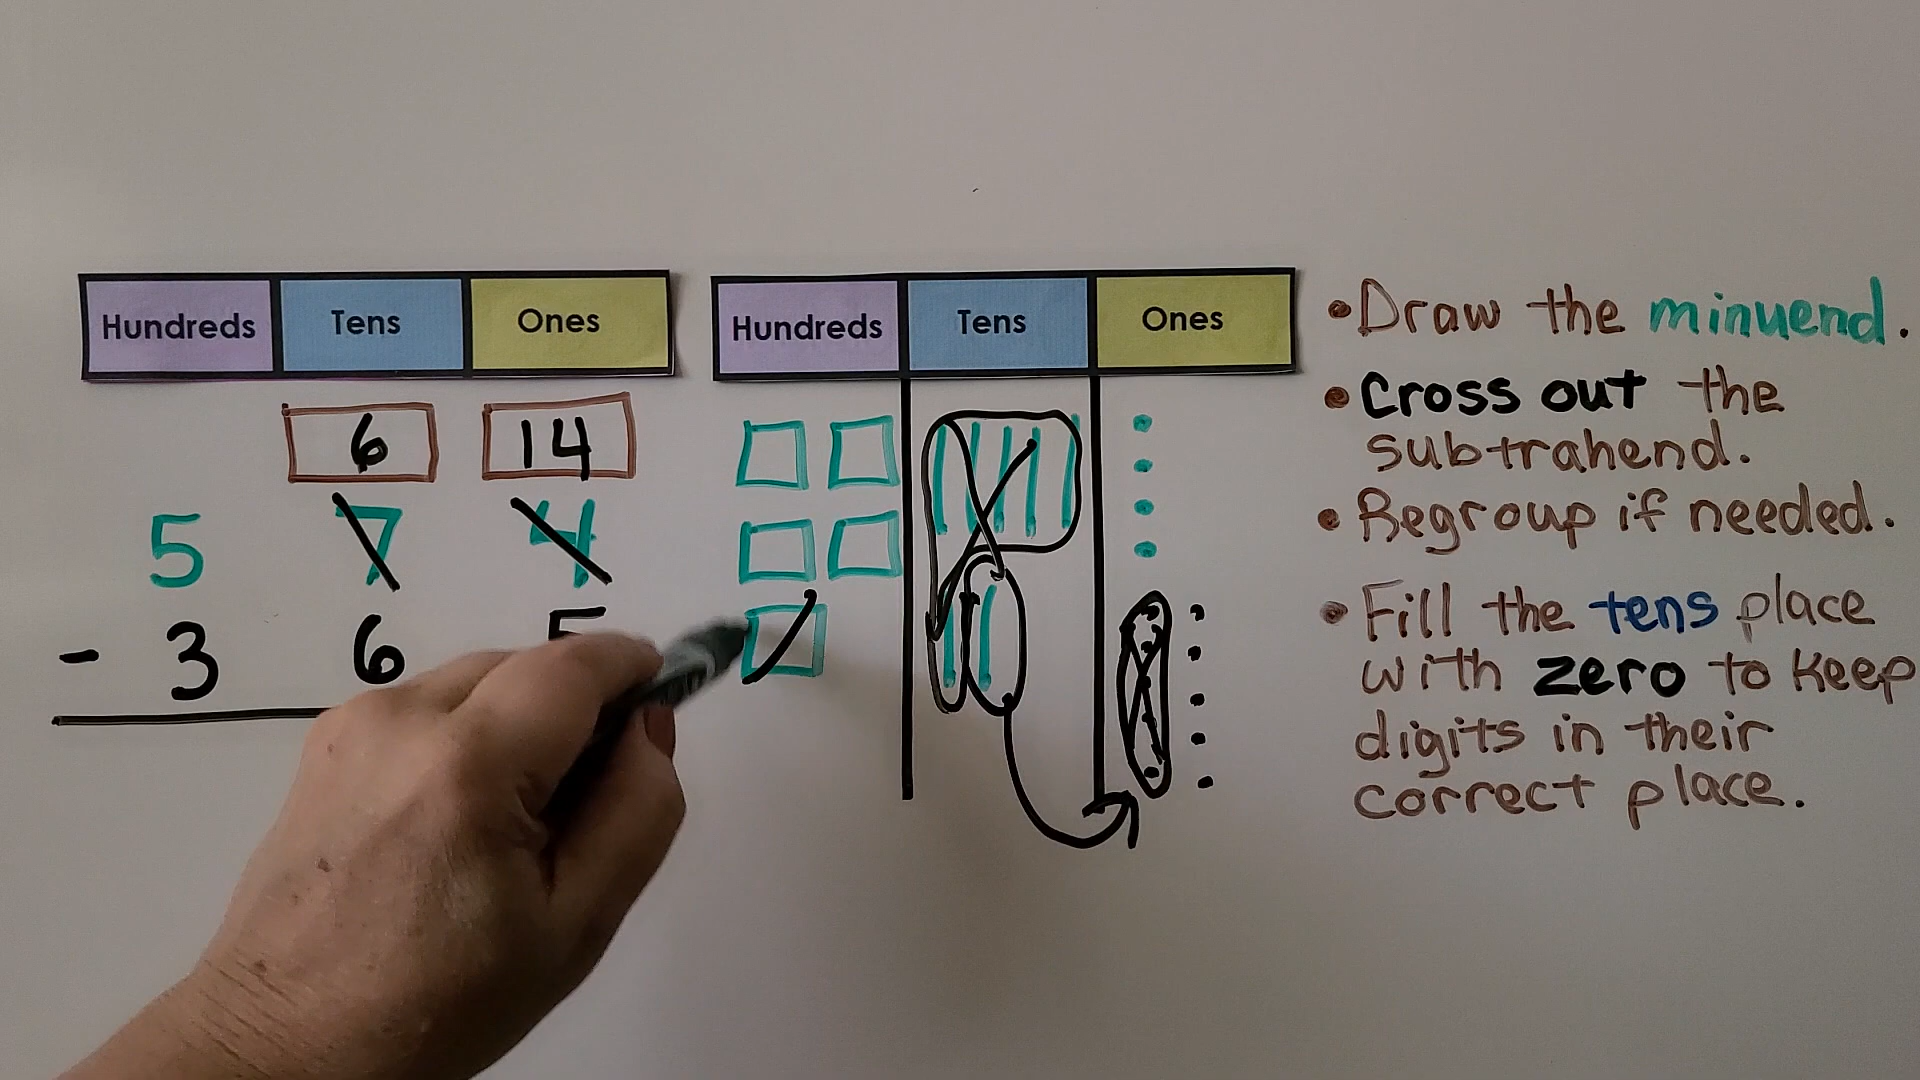 Hundreds Tens Ones
6 14
5 7 4
- 3 6 5
Hundreds Tens Ones
•Draw the minuend.
•Cross out the
subtrahend.
•Regroup if needed.
•Fill the tens place
with zero to keep
digits in their
correct place.